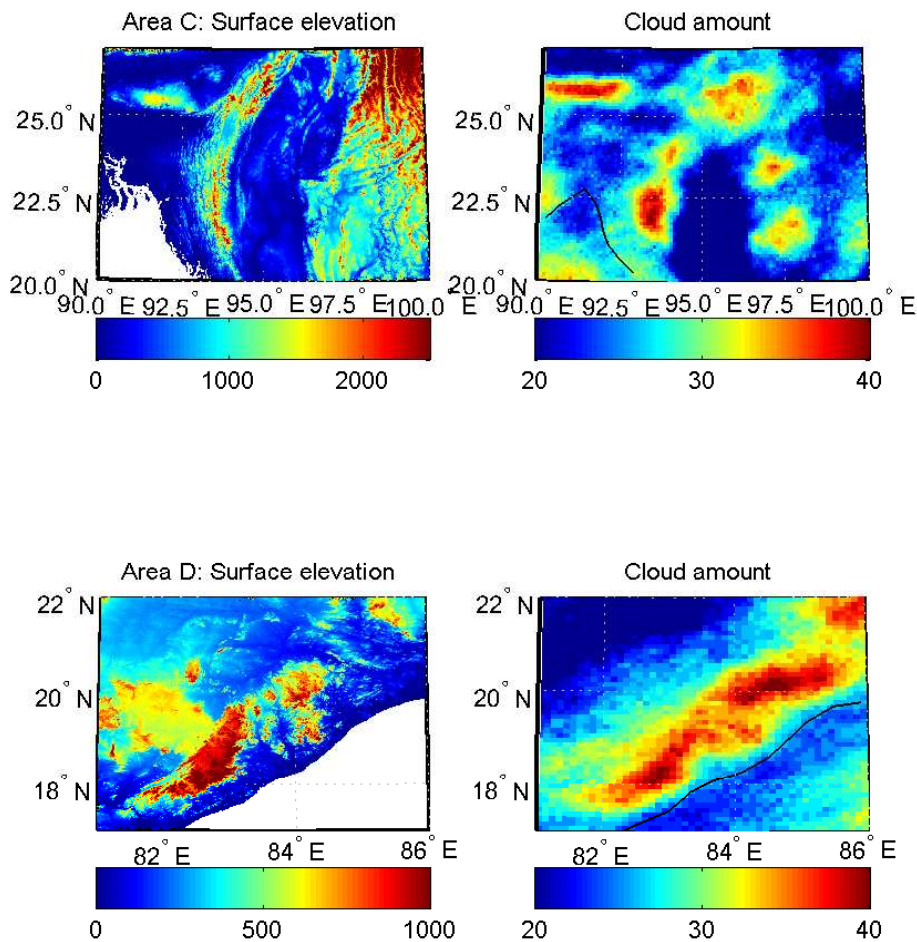 Area C: Surface elevation
Cloud amount
25.0° N
22.5° N
20.0° N
90.0° E 92.5° E 95.0° E 97.5° E 100.0° E
0 1000 2000
25.0° N
22.5° N
20.0° N
90.0° E 92.5° E 95.0° E 97.5° E 100.0° E
20 30 40
Area D: Surface elevation
Cloud amount
22° N
20° N
18° N
82° E 84° E 86° E
0 500 1000
22° N
20° N
18° N
82° E 84° E 86° E
20 30 40